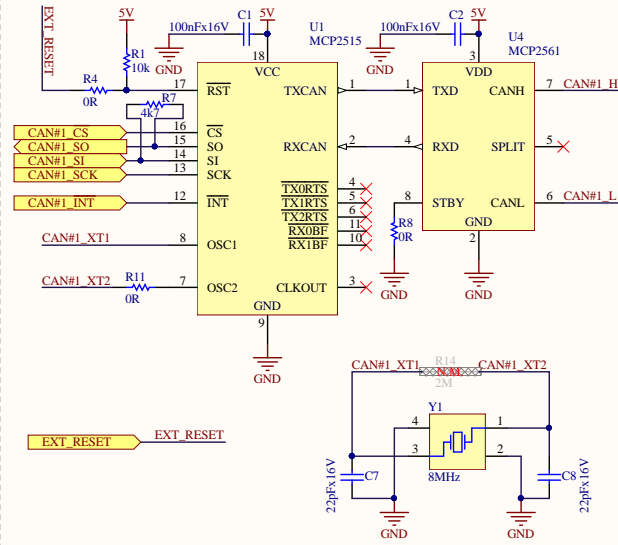 EXT_RESET
5V
C1
100nFx16V
GND
5V
U1
MCP2515
C2
100nFx16V
GND
5V
U4
MCP2561
R1
10k
R4
0R
R7
4k7
18
VCC
17
RST
TXCAN
1
CAN#1_CS
16
CS
CAN#1_SO
15
SO
RXCAN
2
CAN#1_SI
14
SI
CAN#1_SCK
13
SCK
CAN#1_INT
12
INT
TX0RTS
4
TX1RTS
5
TX2RTS
6
RX0BF
11
RX1BF
10
CAN#1_XT1
8
OSC1
CAN#1_XT2
R11
0R
7
OSC2
CLKOUT
3
GND
9
GND
3
VDD
1
TXD
CANH
7
CAN#1_H
4
RXD
SPLIT
5
8
STBY
CANL
6
CAN#1_L
GND
2
GND
R8
0R
GND
EXT_RESET
EXT_RESET
CAN#1_XT1
R14
CAN#1_XT2
N.M
2M
Y1
4
1
3
2
8MHz
C7
22pFx16V
C8
22pFx16V
GND
GND